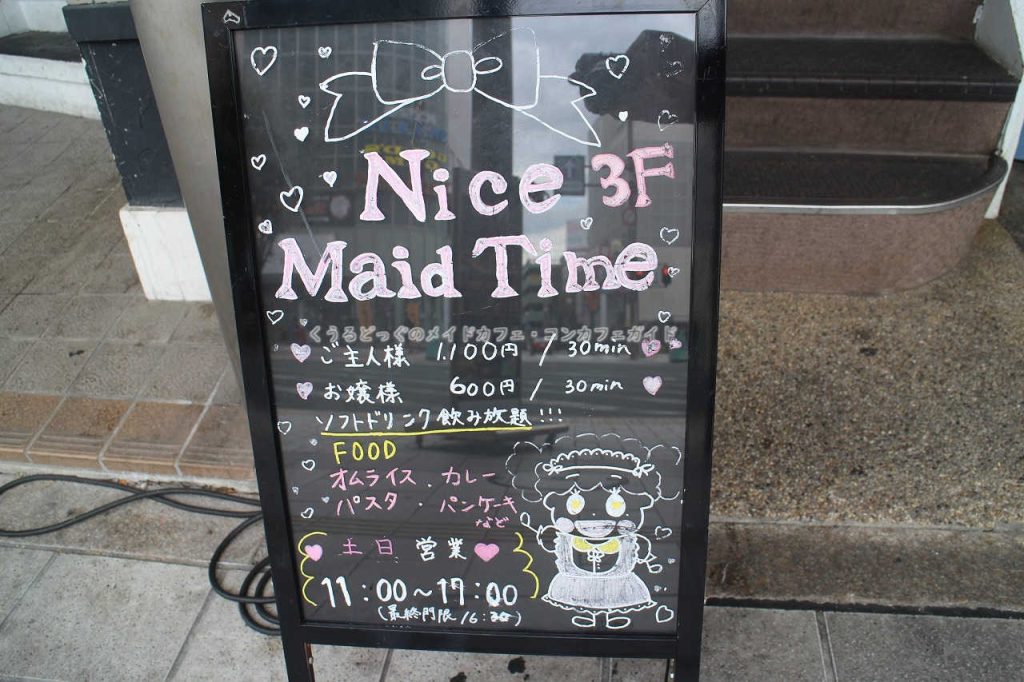 Nice 3F
Maid Time
くうるどっぐのメイドカフェ・コンカフェガイド
ご主人様 1,100円 / 30min
お嬢様 600円 / 30min
ソフトドリンク飲み放題!!!
FOOD
オムライス . カレー
パスタ . パンケーキ
など
土日 営業
11:00~17:00
(最終門限 16:30)